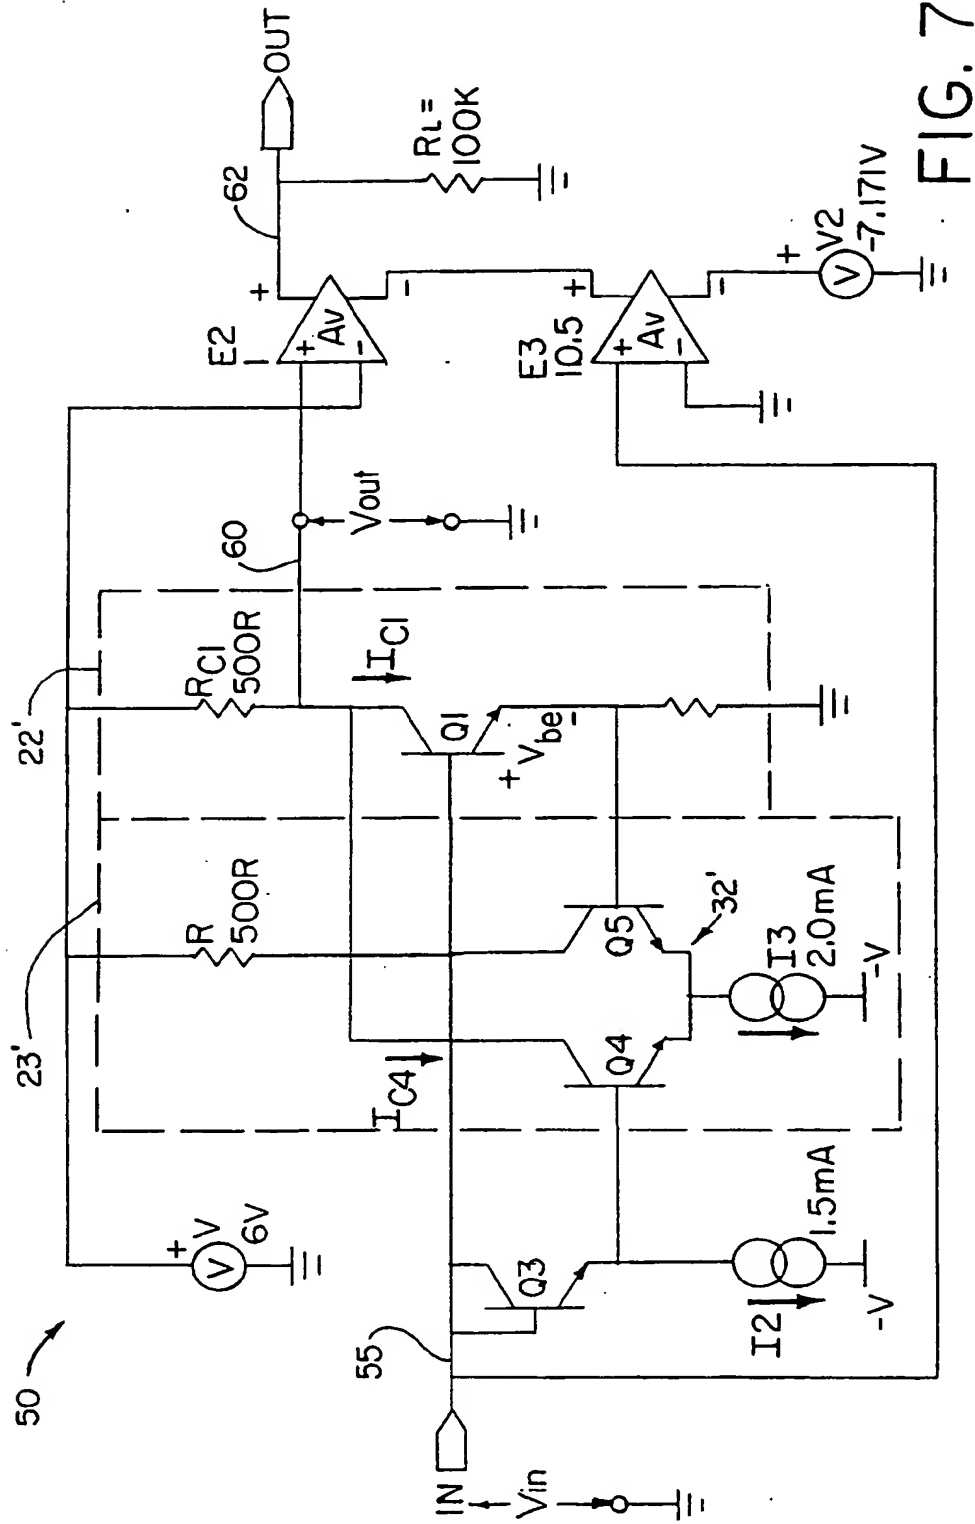 50
23'
22'
+
V
V
6V
R
500R
RC1
500R
60
62
OUT
E2
1
+
+
Av
-
-
RL =
100K
IC4
IC1
Vout
55
IN
Vin
Q3
Q4
Q5
Q1
+
Vbe
-
32'
E3
10.5
+
+
Av
-
-
I2
1.5mA
-V
I3
2.0mA
-V
+
V
V2
-7.171V
FIG. 7